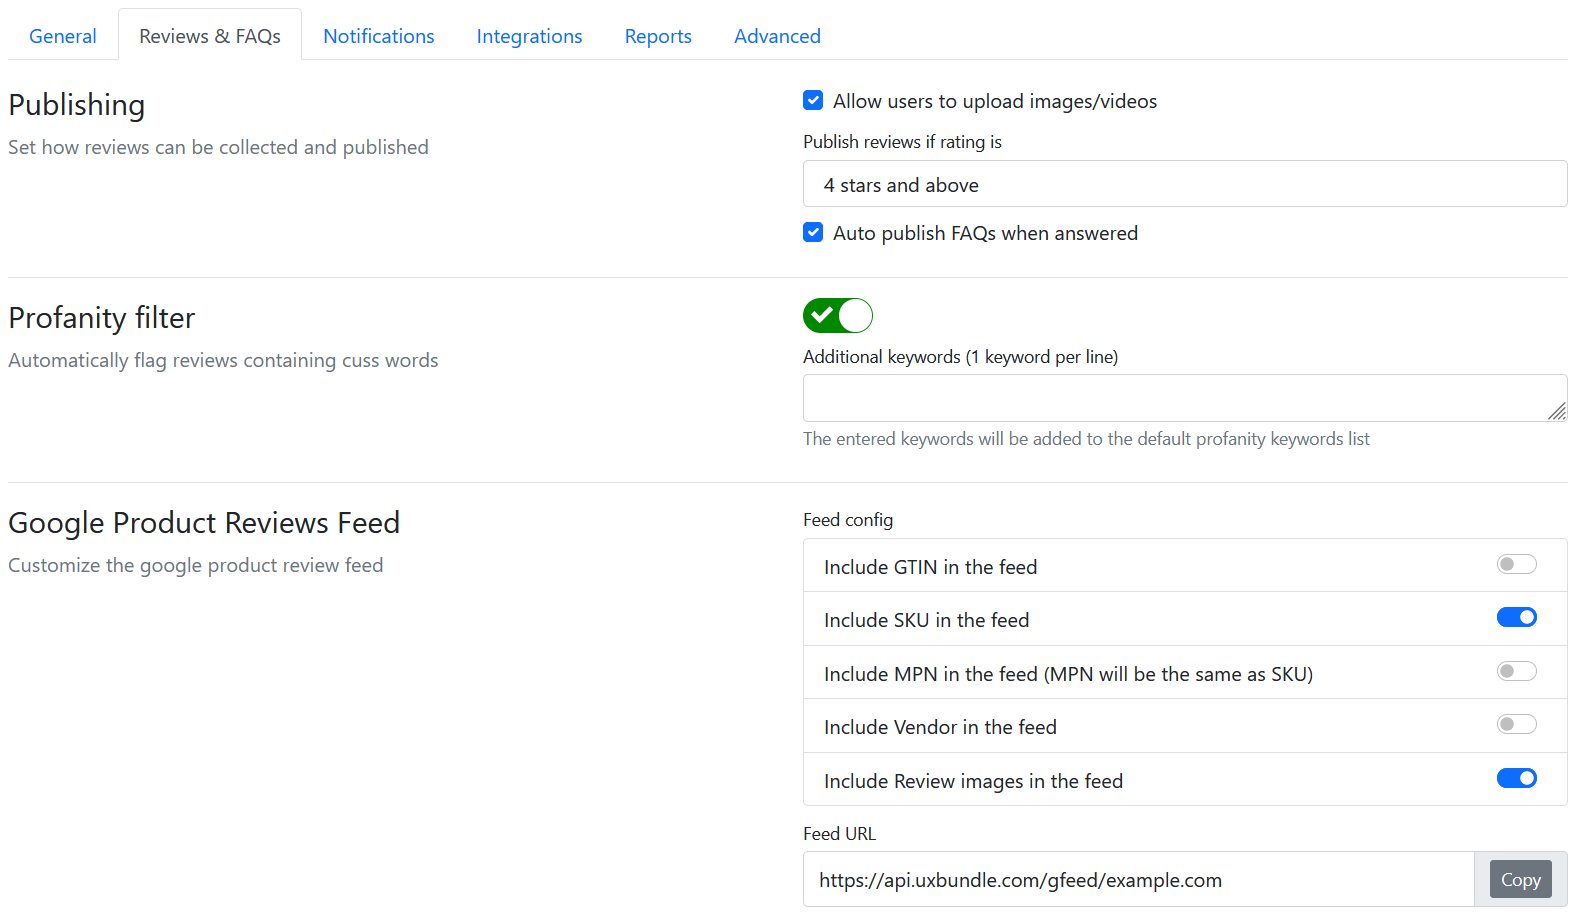 General
Reviews & FAQs
Notifications
Integrations
Reports
Advanced
Publishing
Set how reviews can be collected and published
Allow users to upload images/videos
Publish reviews if rating is
4 stars and above
Auto publish FAQs when answered
Profanity filter
Automatically flag reviews containing cuss words
Additional keywords (1 keyword per line)
The entered keywords will be added to the default profanity keywords list
Google Product Reviews Feed
Customize the google product review feed
Feed config
Include GTIN in the feed
Include SKU in the feed
Include MPN in the feed (MPN will be the same as SKU)
Include Vendor in the feed
Include Review images in the feed
Feed URL
https://api.uxbundle.com/gfeed/example.com
Copy